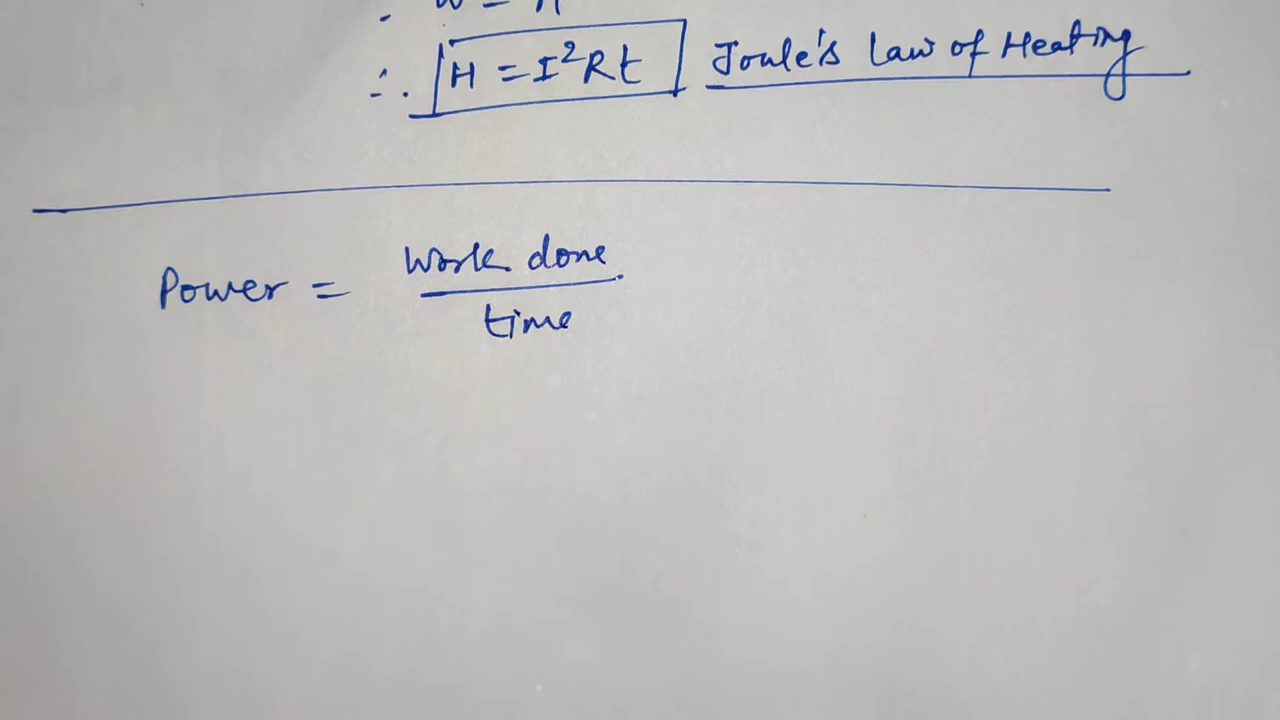 ∴ H = I²Rt Joule's Law of Heating
Power = work done / time